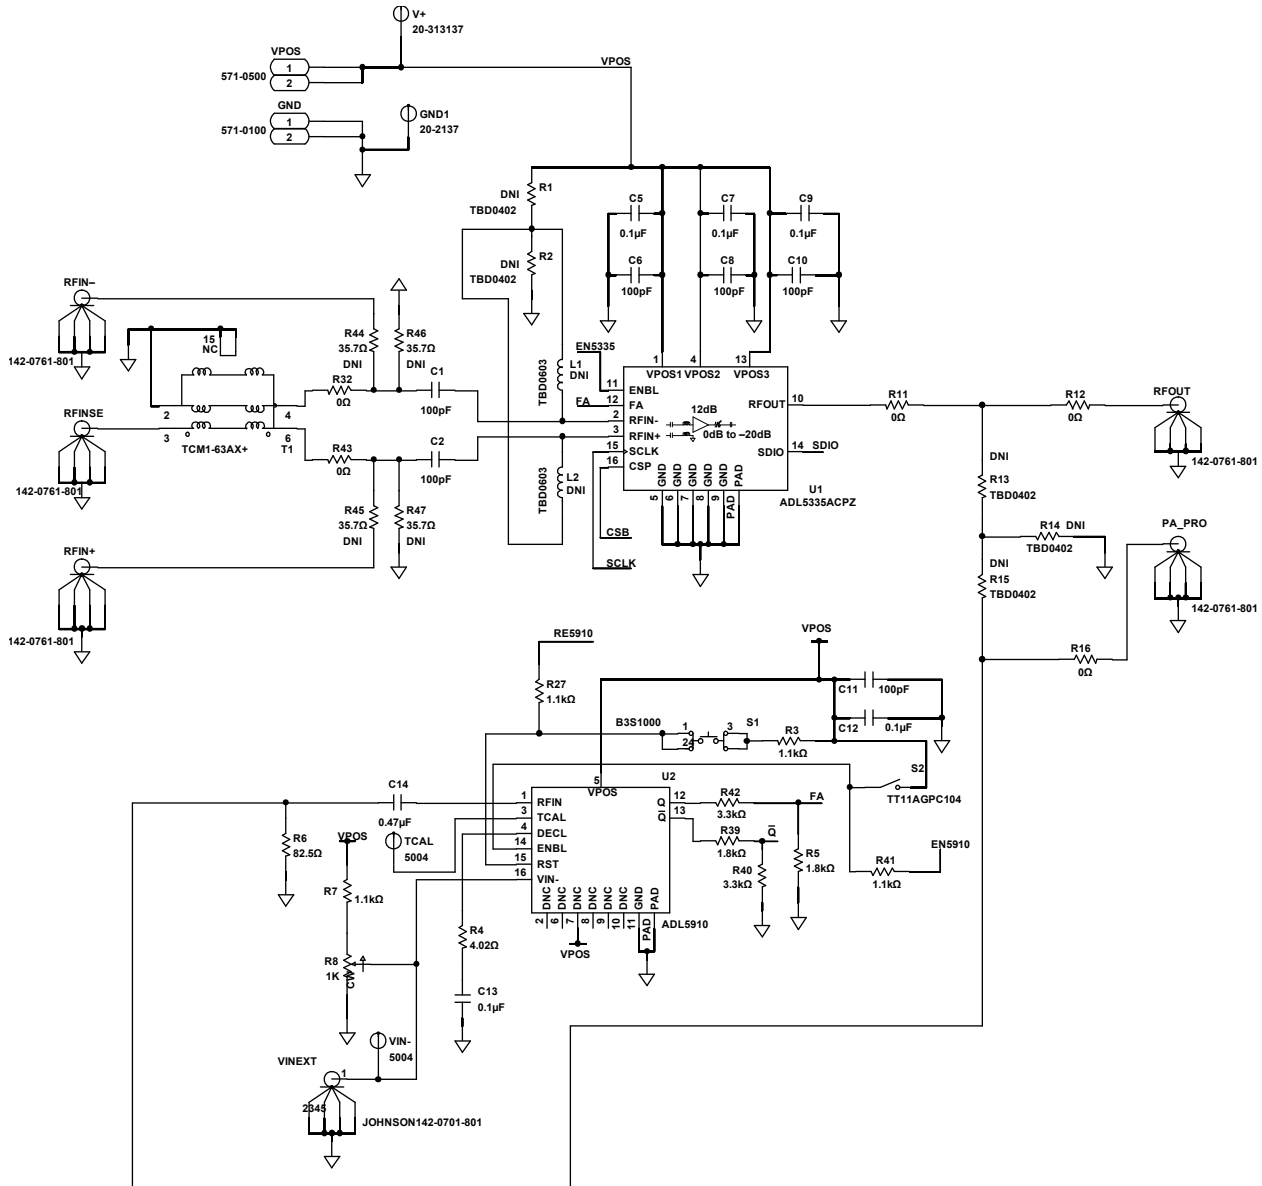 V+
20-313137
VPOS
571-0500
1
2
VPOS
GND
571-0100
1
2
GND1
20-2137
R1
DNI
TBD0402
R2
DNI
TBD0402
C5
0.1µF
C6
100pF
C7
0.1µF
C8
100pF
C9
0.1µF
C10
100pF
RFIN–
142-0761-801
15
NC
R44
35.7Ω
DNI
R46
35.7Ω
DNI
R32
0Ω
C1
100pF
L1
DNI
TBD0603
RFINSE
142-0761-801
2
3
4
6
TCM1-63AX+
T1
R43
0Ω
C2
100pF
L2
DNI
TBD0603
R45
35.7Ω
DNI
R47
35.7Ω
DNI
RFIN+
142-0761-801
EN5335
FA
1
4
13
VPOS1
VPOS2
VPOS3
11
ENBL
12
FA
2
RFIN-
3
RFIN+
15
SCLK
16
CSP
12dB
0dB to –20dB
RFOUT
10
SDIO
14
SDIO
GND
GND
GND
GND
GND
PAD
5
6
7
8
9
PAD
U1
ADL5335ACPZ
CSB
SCLK
R11
0Ω
R12
0Ω
RFOUT
142-0761-801
DNI
R13
TBD0402
R14
DNI
TBD0402
DNI
R15
TBD0402
PA_PRO
142-0761-801
R16
0Ω
RE5910
R27
1.1kΩ
VPOS
C11
100pF
C12
0.1µF
B3S1000
1
2
4
3
S1
R3
1.1kΩ
S2
TT11AGPC104
C14
0.47µF
R6
82.5Ω
TCAL
5004
VPOS
R7
1.1kΩ
R8
1K
CW
U2
5
VPOS
1
RFIN
3
TCAL
4
DECL
14
ENBL
15
RST
16
VIN-
Q
12
Q̅
13
DNC
DNC
DNC
DNC
DNC
DNC
GND
PAD
2
6
7
8
9
10
11
PAD
ADL5910
VPOS
R42
3.3kΩ
FA
R39
1.8kΩ
Q̅
R40
3.3kΩ
R5
1.8kΩ
R41
1.1kΩ
EN5910
R4
4.02Ω
C13
0.1µF
VIN-
5004
VINEXT
1
2345
JOHNSON142-0701-801